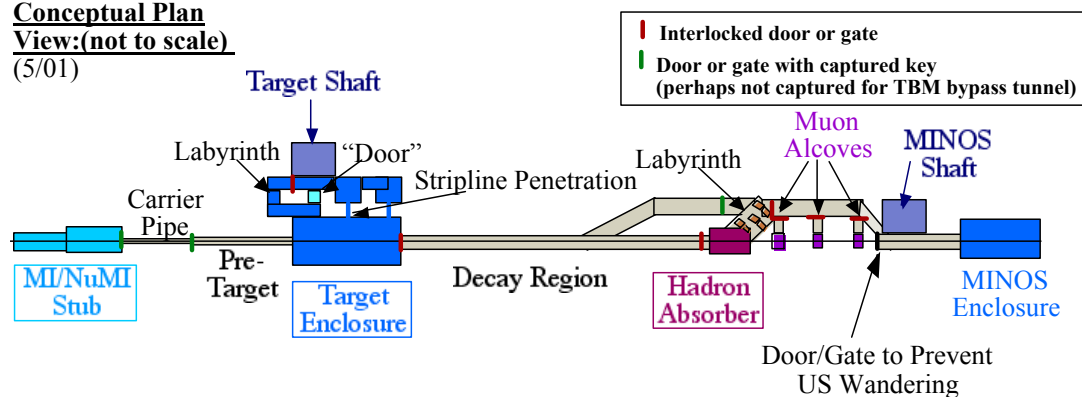 Conceptual Plan
View:(not to scale)
(5/01)
Interlocked door or gate
Door or gate with captured key
(perhaps not captured for TBM bypass tunnel)
Target Shaft
Labyrinth
“Door”
Stripline Penetration
Carrier
Pipe
Labyrinth
Muon
Alcoves
MINOS
Shaft
MI/NuMI
Stub
Pre-
Target
Target
Enclosure
Decay Region
Hadron
Absorber
MINOS
Enclosure
Door/Gate to Prevent
US Wandering